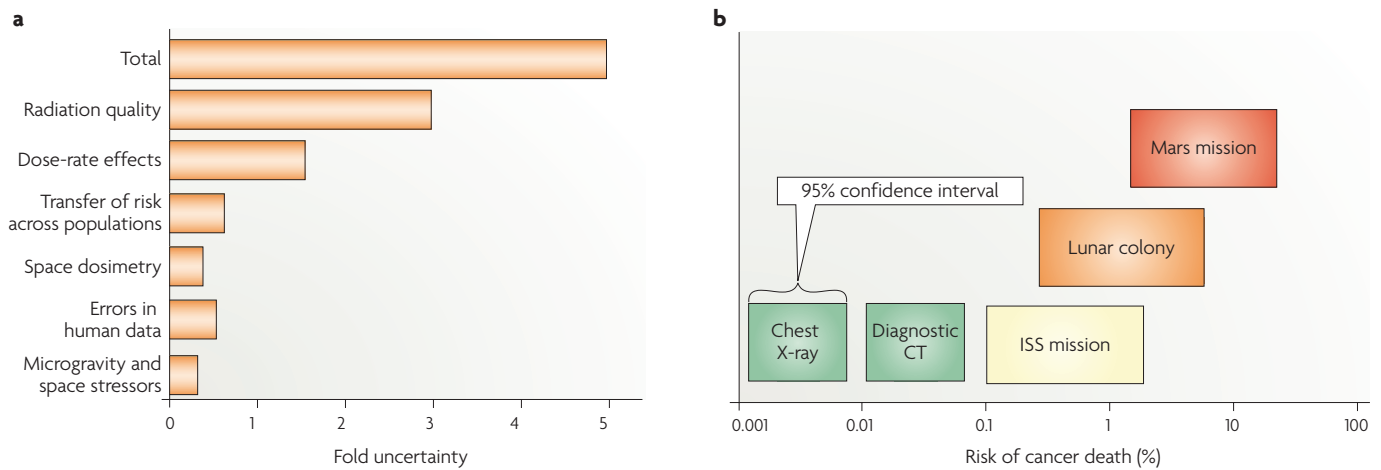 a
Total
Radiation quality
Dose-rate effects
Transfer of risk
across populations
Space dosimetry
Errors in
human data
Microgravity and
space stressors
0 1 2 3 4 5
Fold uncertainty
b
Mars mission
95% confidence interval
Lunar colony
Chest
X-ray
Diagnostic
CT
ISS mission
0.001 0.01 0.1 1 10 100
Risk of cancer death (%)